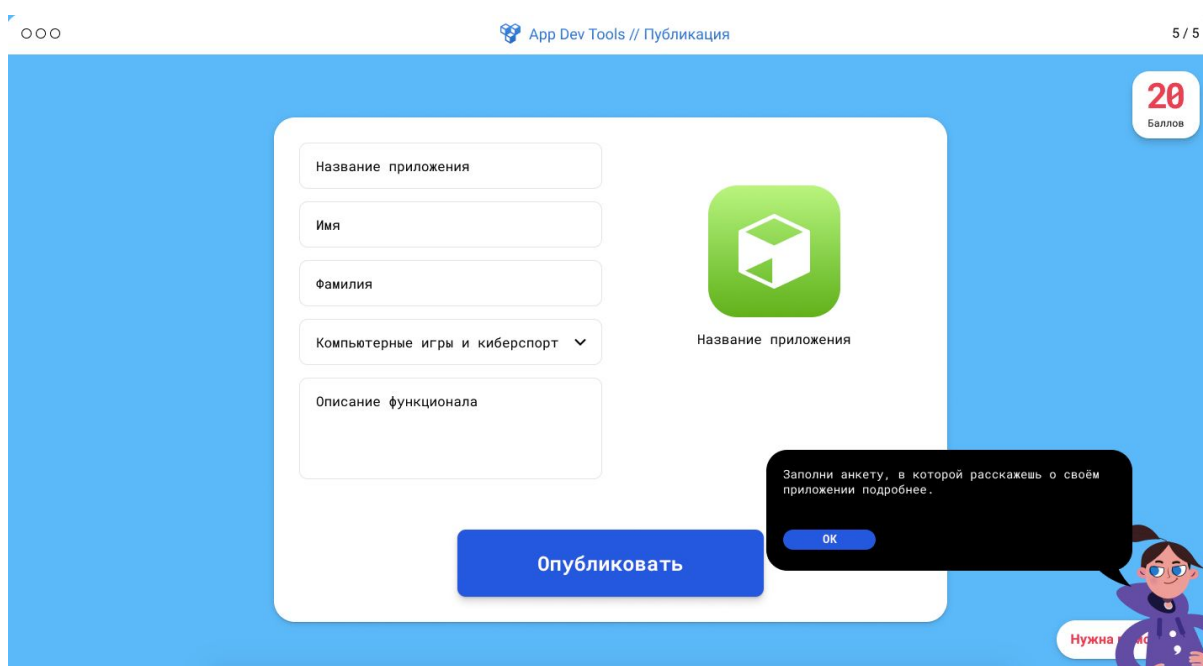 App Dev Tools // Публикация
5 / 5
20
Баллов
Название приложения
Имя
Фамилия
Компьютерные игры и киберспорт
Описание функционала
Название приложения
Заполни анкету, в которой расскажешь о своём
приложении подробнее.
ОК
Опубликовать
Нужна